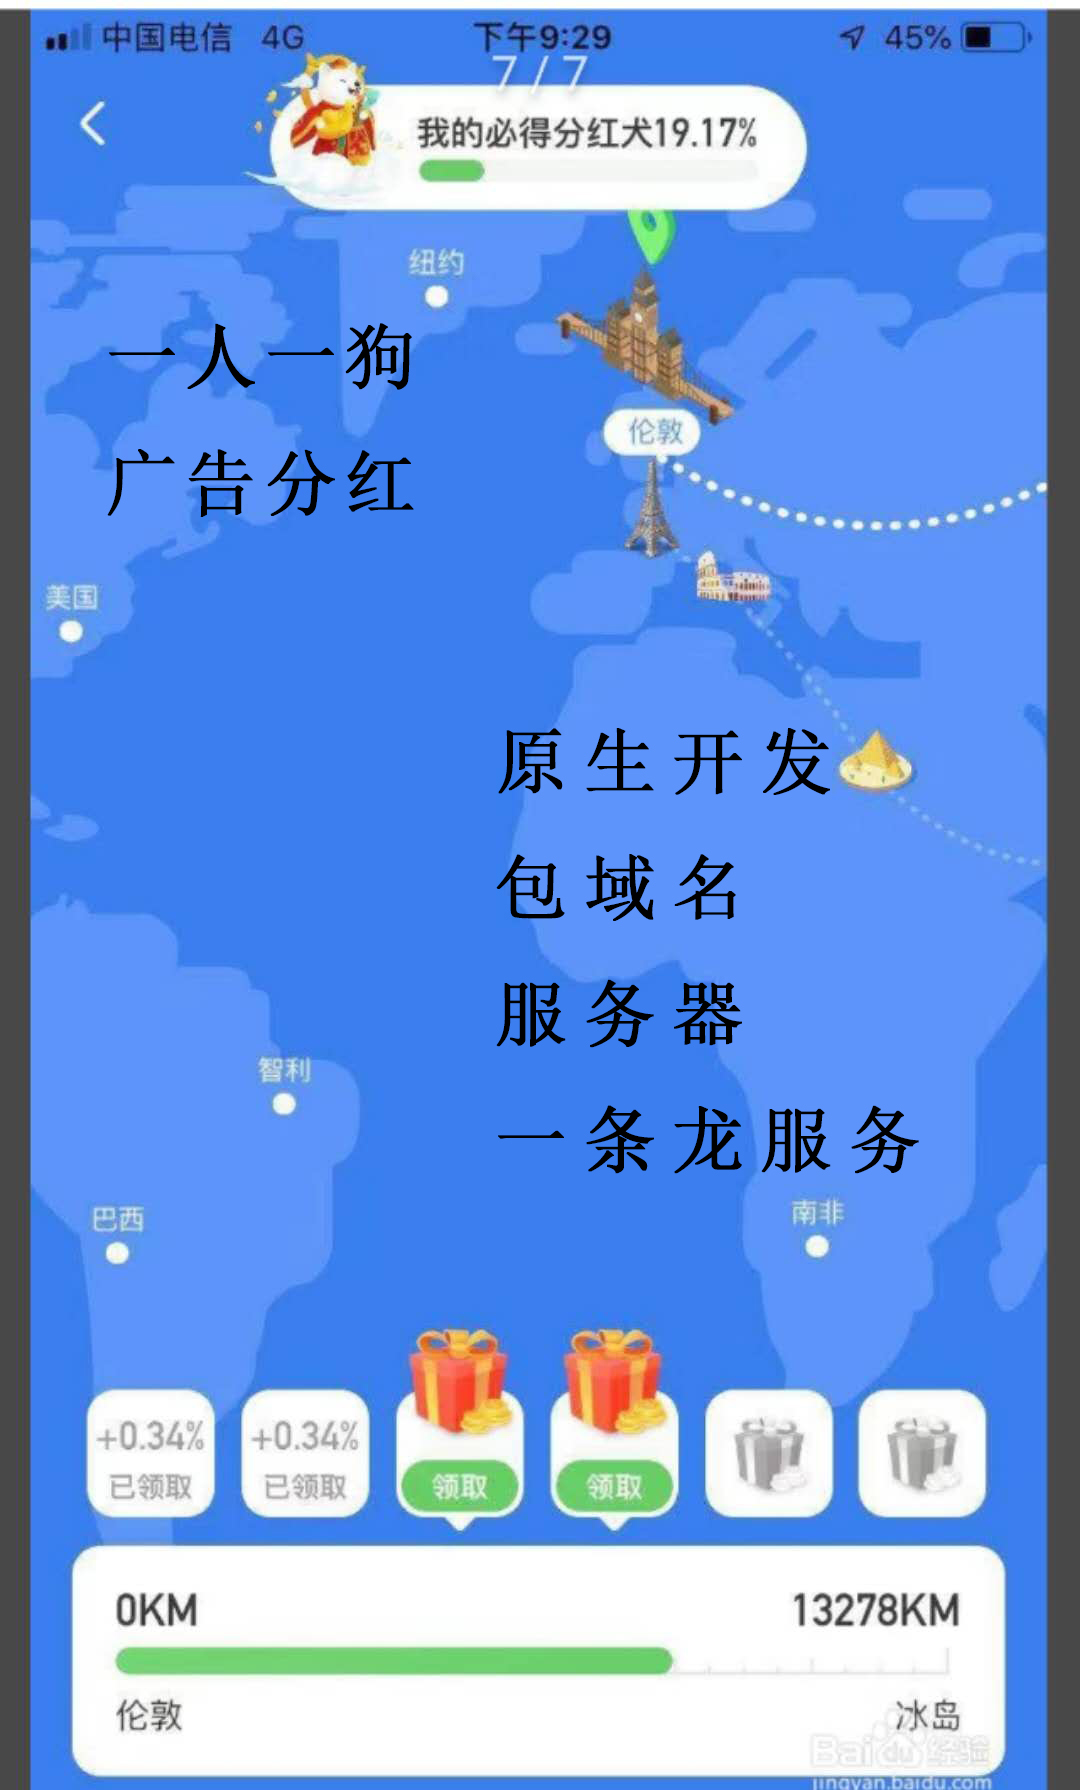 中国电信 4G 下午9:29 45%
7/7
我的必得分红犬19.17%
纽约
一人一狗
伦敦
广告分红
美国
原生开发
包域名
服务器
智利
一条龙服务
巴西
南非
+0.34% +0.34%
已领取 已领取 领取 领取
0KM 13278KM
伦敦 冰岛
Baidu 经验
jingyan.baidu.com